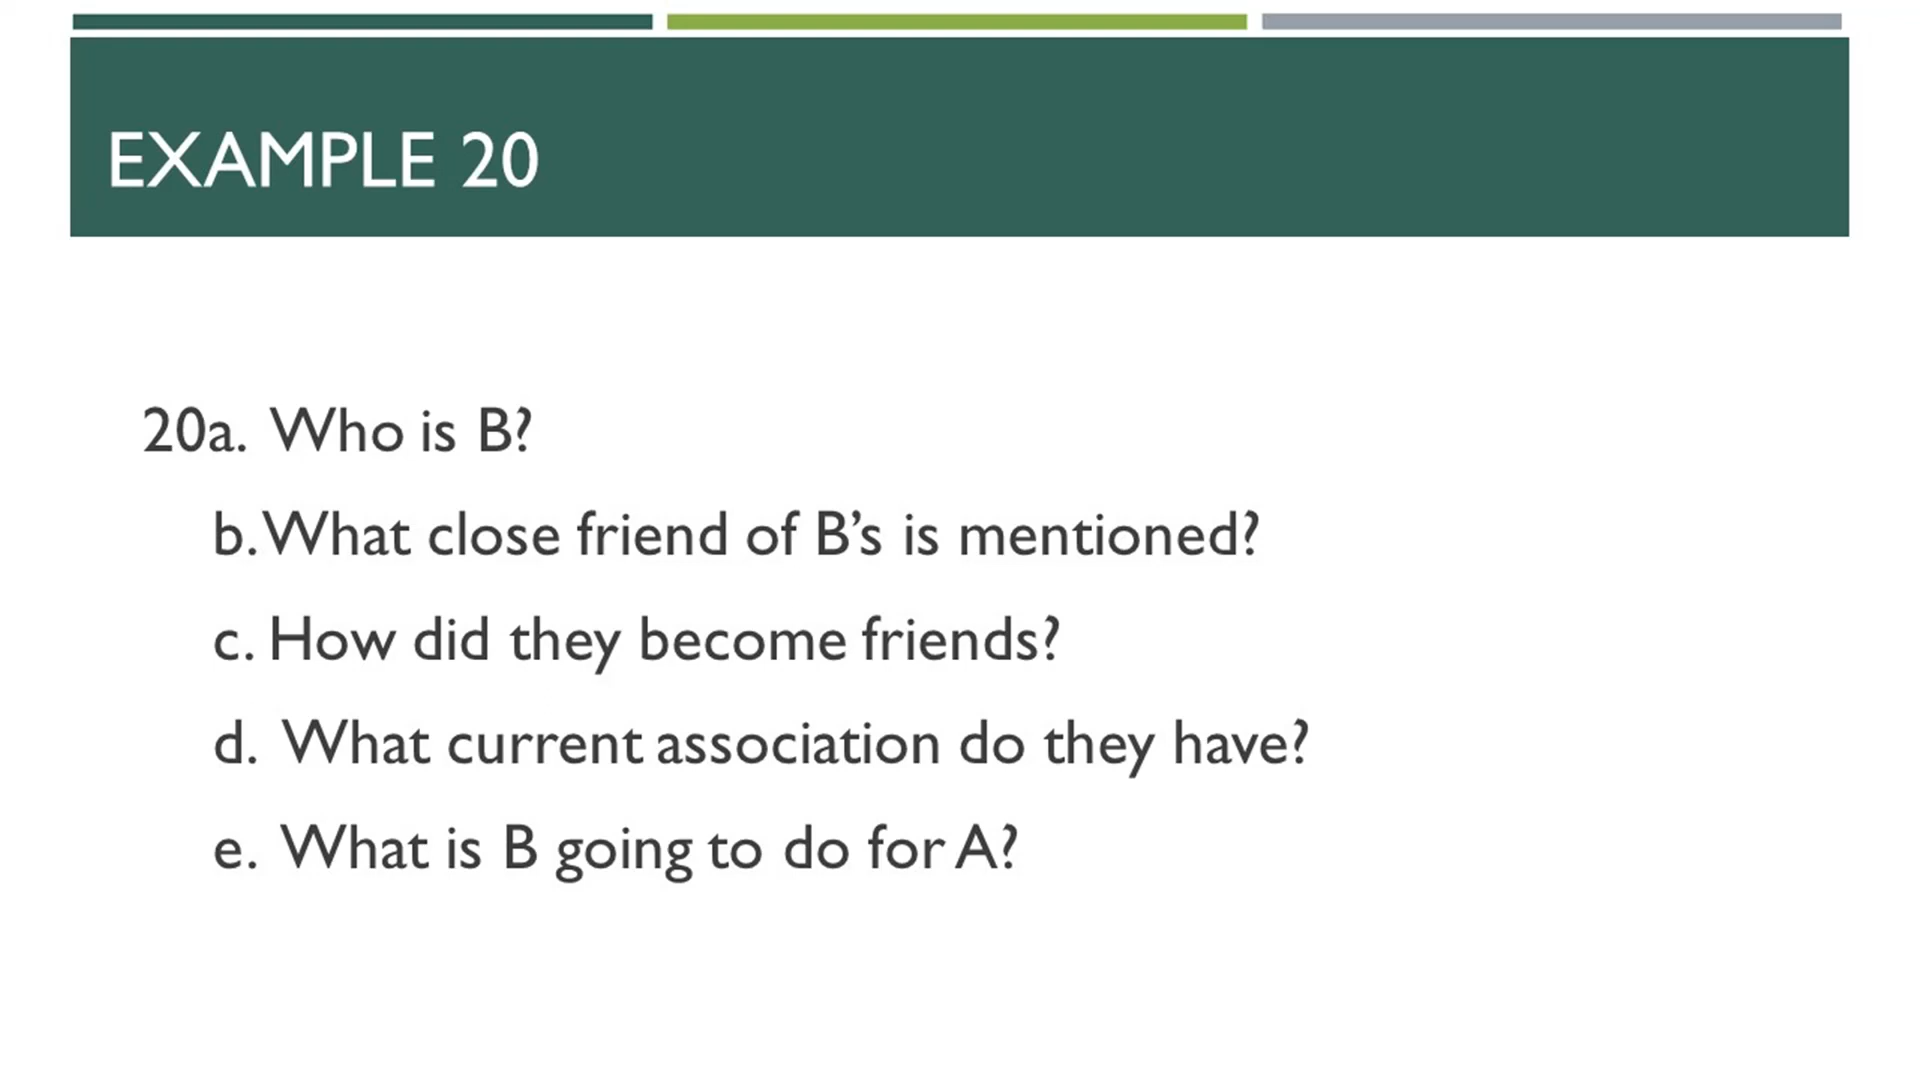 EXAMPLE 20
20a. Who is B?
b. What close friend of B’s is mentioned?
c. How did they become friends?
d. What current association do they have?
e. What is B going to do for A?